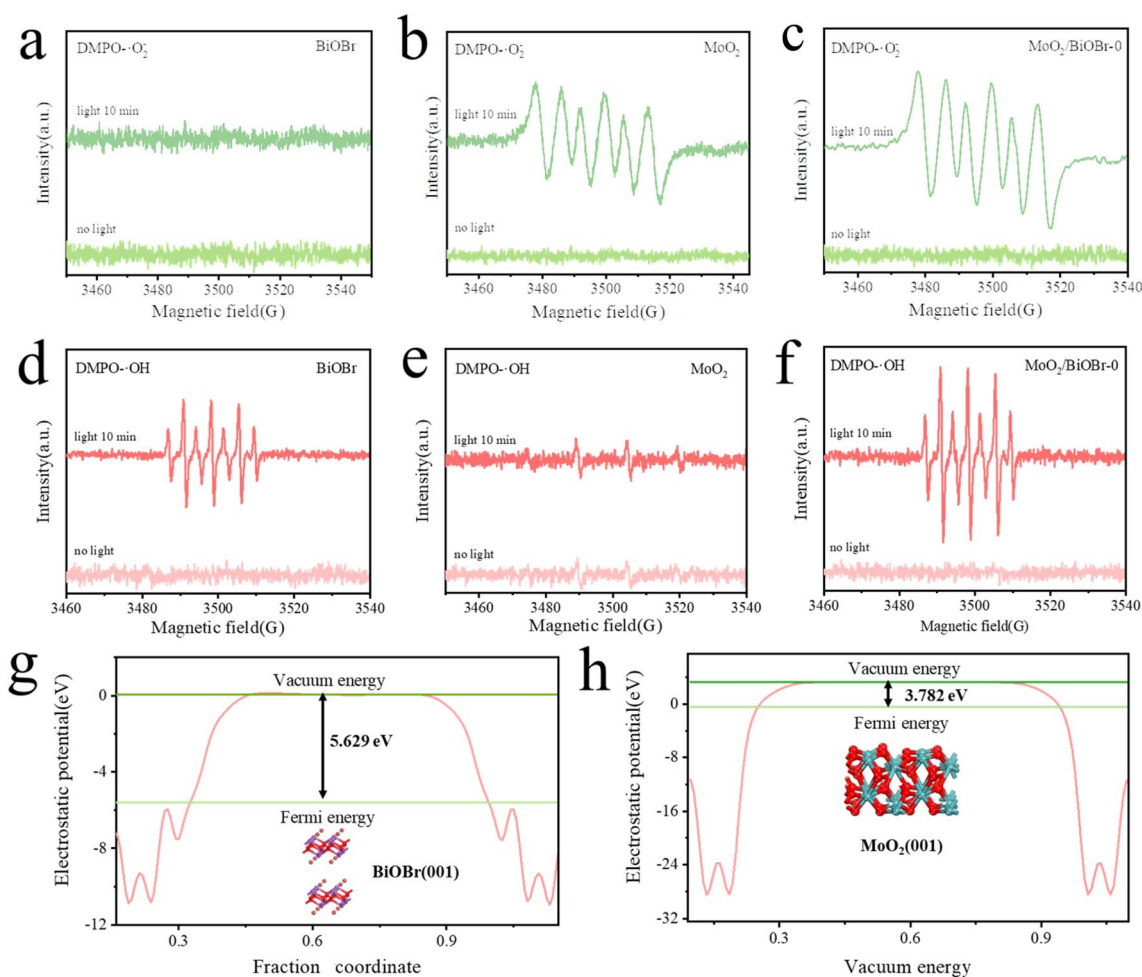 a
DMPO-·O₂⁻
BiOBr
light 10 min
no light
Intensity(a.u.)
3460
3480
3500
3520
3540
Magnetic field(G)
b
DMPO-·O₂⁻
MoO₂
light 10 min
no light
Intensity(a.u.)
3460
3480
3500
3520
3540
Magnetic field(G)
c
DMPO-·O₂⁻
MoO₂/BiOBr-0
light 10 min
no light
Intensity(a.u.)
3460
3480
3500
3520
3540
Magnetic field(G)
d
DMPO-·OH
BiOBr
light 10 min
no light
Intensity(a.u.)
3460
3480
3500
3520
3540
Magnetic field(G)
e
DMPO-·OH
MoO₂
light 10 min
no light
Intensity(a.u.)
3460
3480
3500
3520
3540
Magnetic field(G)
f
DMPO-·OH
MoO₂/BiOBr-0
light 10 min
no light
Intensity(a.u.)
3460
3480
3500
3520
3540
Magnetic field(G)
g
Electrostatic potential(eV)
0
-4
-8
-12
Vacuum energy
5.629 eV
Fermi energy
BiOBr(001)
0.3
0.6
0.9
Fraction coordinate
h
Electrostatic potential(eV)
0
-8
-16
-24
-32
Vacuum energy
3.782 eV
Fermi energy
MoO₂(001)
0.3
0.6
0.9
Vacuum energy